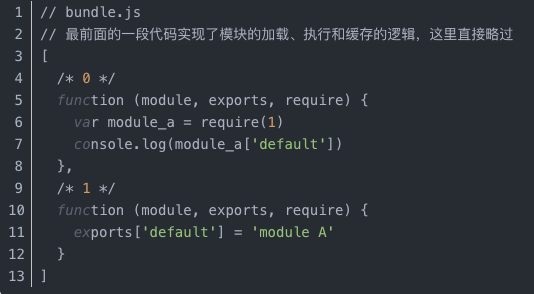 1 // bundle.js
2 // 最前面的一段代码实现了模块的加载、执行和缓存的逻辑，这里直接略过
3 [
4   /* 0 */
5   function (module, exports, require) {
6     var module_a = require(1)
7     console.log(module_a['default'])
8   },
9   /* 1 */
10   function (module, exports, require) {
11     exports['default'] = 'module A'
12   }
13 ]